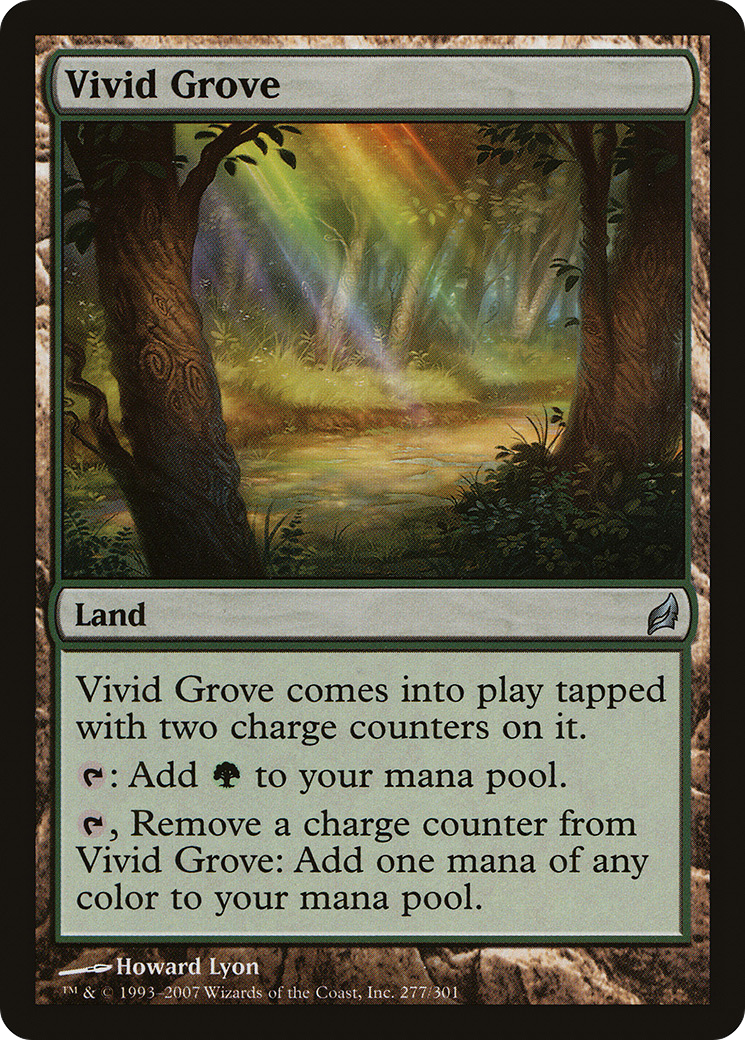 Vivid Grove
Land
Vivid Grove comes into play tapped
with two charge counters on it.
: Add to your mana pool.
, Remove a charge counter from
Vivid Grove: Add one mana of any
color to your mana pool.
Howard Lyon
™ & © 1993–2007 Wizards of the Coast, Inc. 277/301